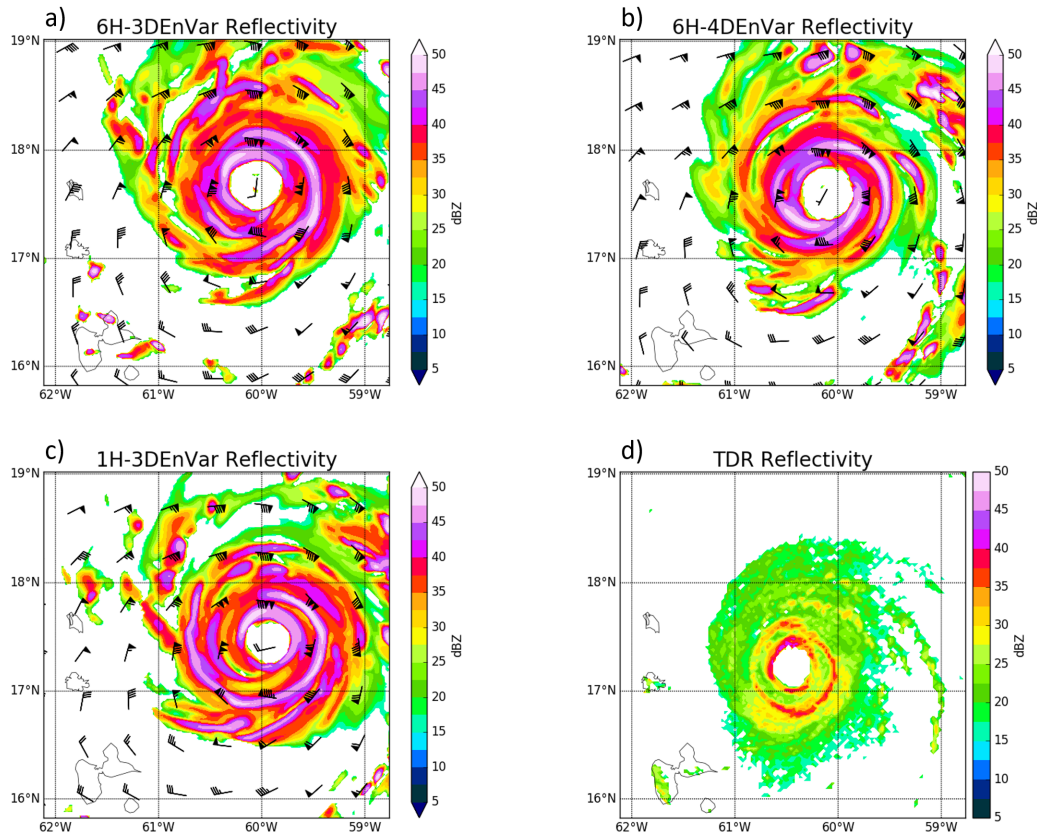 a)
6H-3DEnVar Reflectivity
19°N
18°N
17°N
16°N
62°W 61°W 60°W 59°W
50
45
40
35
30
25
20
15
10
5
dBZ
b)
6H-4DEnVar Reflectivity
19°N
18°N
17°N
16°N
62°W 61°W 60°W 59°W
50
45
40
35
30
25
20
15
10
5
dBZ
c)
1H-3DEnVar Reflectivity
19°N
18°N
17°N
16°N
62°W 61°W 60°W 59°W
50
45
40
35
30
25
20
15
10
5
dBZ
d)
TDR Reflectivity
19°N
18°N
17°N
16°N
62°W 61°W 60°W 59°W
50
45
40
35
30
25
20
15
10
5
dBZ